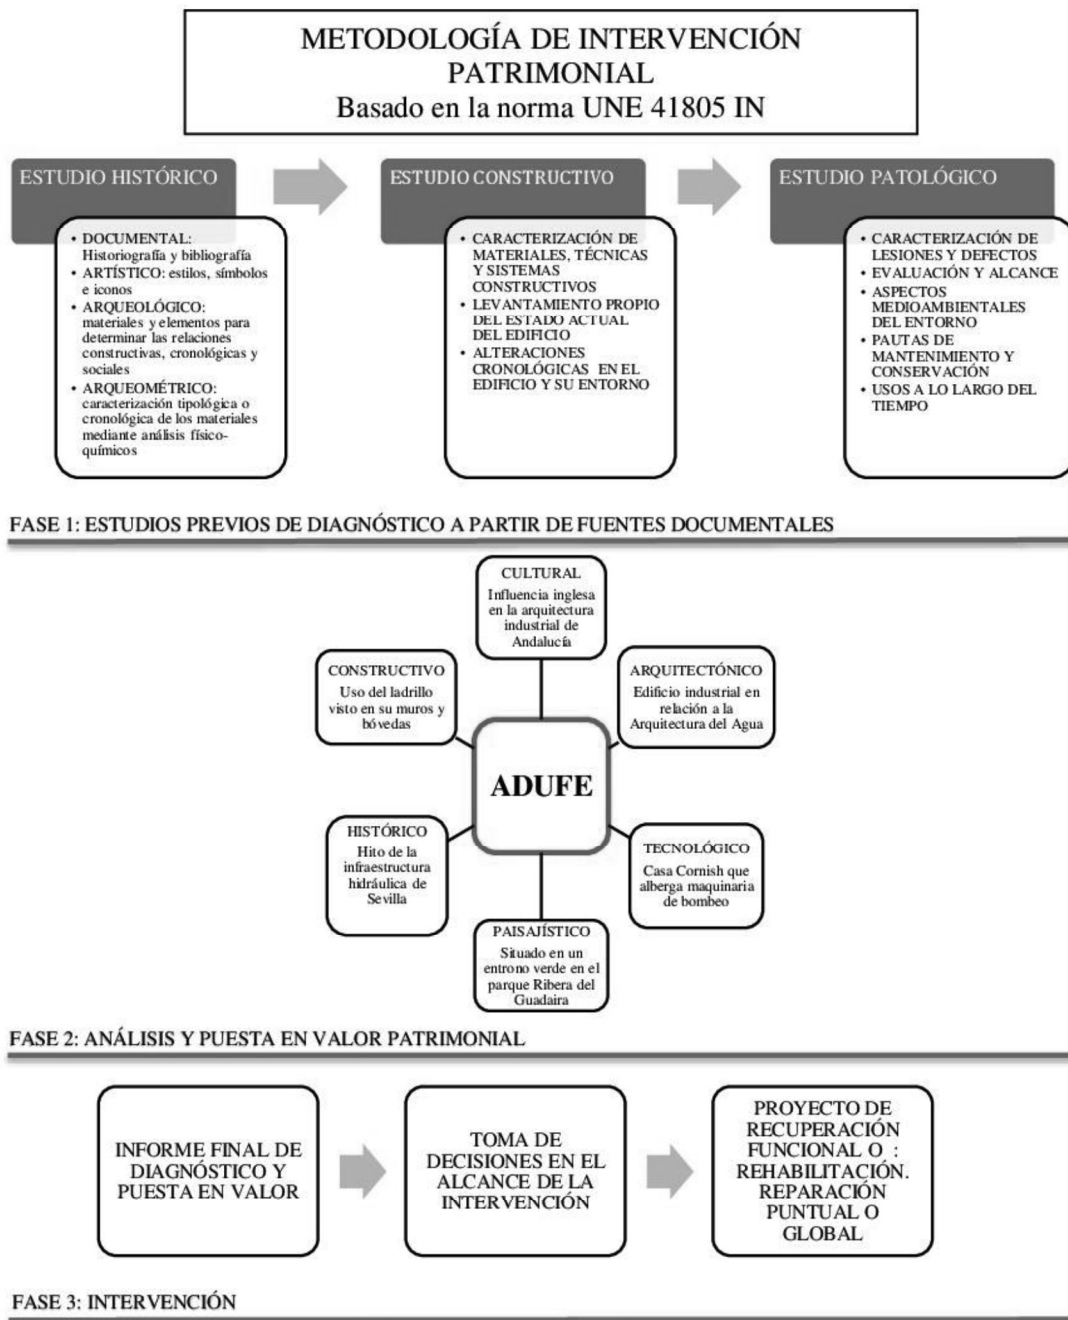 METODOLOGÍA DE INTERVENCIÓN
PATRIMONIAL
Basado en la norma UNE 41805 IN
ESTUDIO HISTÓRICO
• DOCUMENTAL:
Historiografía y bibliografía
• ARTÍSTICO: estilos, símbolos
e iconos
• ARQUEOLÓGICO:
materiales y elementos para
determinar las relaciones
constructivas, cronológicas y
sociales
• ARQUEOMÉTRICO:
caracterización tipológica o
cronológica de los materiales
mediante análisis físico-
químicos
ESTUDIO CONSTRUCTIVO
• CARACTERIZACIÓN DE
MATERIALES, TÉCNICAS
Y SISTEMAS
CONSTRUCTIVOS
• LEVANTAMIENTO PROPIO
DEL ESTADO ACTUAL
DEL EDIFICIO
• ALTERACIONES
CRONOLÓGICAS EN EL
EDIFICIO Y SU ENTORNO
ESTUDIO PATOLÓGICO
• CARACTERIZACIÓN DE
LESIONES Y DEFECTOS
• EVALUACIÓN Y ALCANCE
• ASPECTOS
MEDIOAMBIENTALES
DEL ENTORNO
• PAUTAS DE
MANTENIMIENTO Y
CONSERVACIÓN
• USOS A LO LARGO DEL
TIEMPO
FASE 1: ESTUDIOS PREVIOS DE DIAGNÓSTICO A PARTIR DE FUENTES DOCUMENTALES
CULTURAL
Influencia inglesa
en la arquitectura
industrial de
Andalucía
CONSTRUCTIVO
Uso del ladrillo
visto en su muros y
bóvedas
ARQUITECTÓNICO
Edificio industrial en
relación a la
Arquitectura del Agua
ADUFE
HISTÓRICO
Hito de la
infraestructura
hidráulica de
Sevilla
TECNOLÓGICO
Casa Cornish que
alberga maquinaria
de bombeo
PAISAJÍSTICO
Situado en un
entrono verde en el
parque Ribera del
Guadaira
FASE 2: ANÁLISIS Y PUESTA EN VALOR PATRIMONIAL
INFORME FINAL DE
DIAGNÓSTICO Y
PUESTA EN VALOR
TOMA DE
DECISIONES EN EL
ALCANCE DE LA
INTERVENCIÓN
PROYECTO DE
RECUPERACIÓN
FUNCIONAL O :
REHABILITACIÓN.
REPARACIÓN
PUNTUAL O
GLOBAL
FASE 3: INTERVENCIÓN